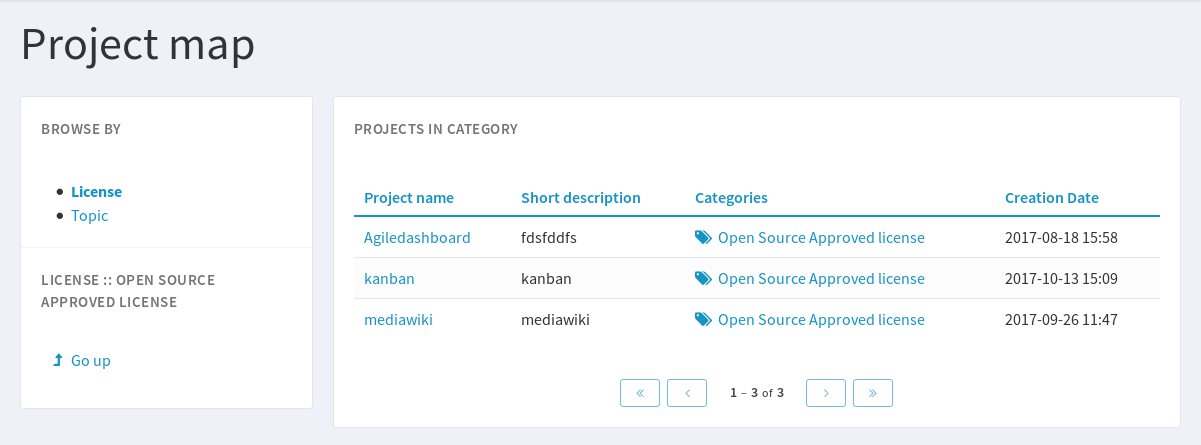 Project map
BROWSE BY
License
Topic
LICENSE :: OPEN SOURCE
APPROVED LICENSE
Go up
PROJECTS IN CATEGORY
Project name Short description Categories Creation Date
Agiledashboard fdsfddfs Open Source Approved license 2017-08-18 15:58
kanban kanban Open Source Approved license 2017-10-13 15:09
mediawiki mediawiki Open Source Approved license 2017-09-26 11:47
« ‹ 1 – 3 of 3 › »